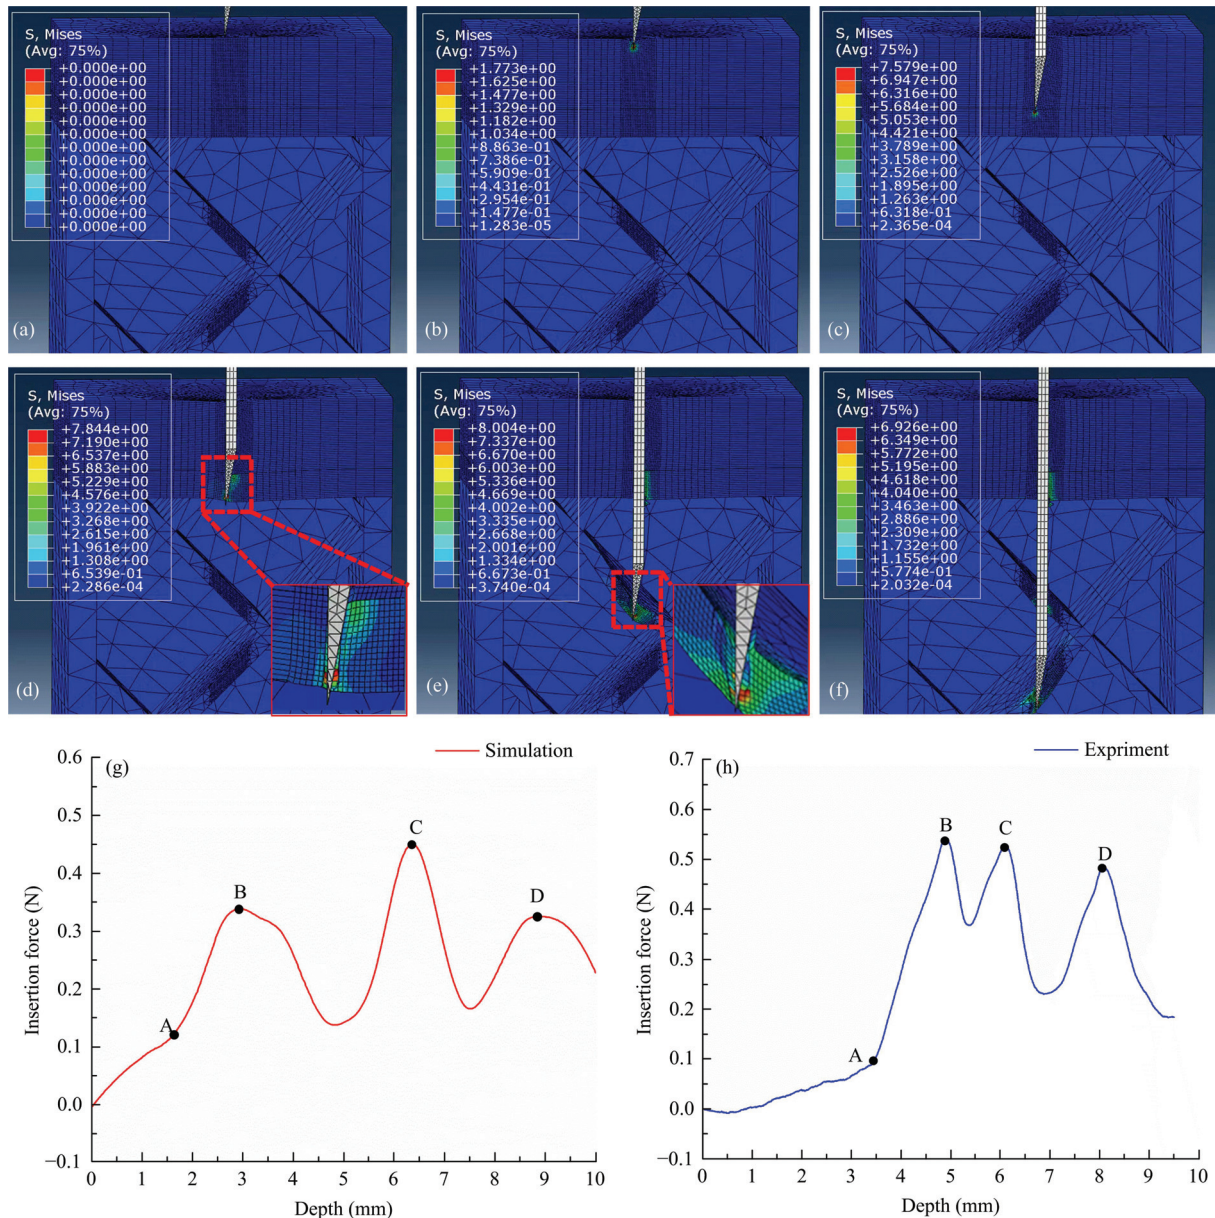 S, Mises
(Avg: 75%)
+0.000e+00
+0.000e+00
+0.000e+00
+0.000e+00
+0.000e+00
+0.000e+00
+0.000e+00
+0.000e+00
+0.000e+00
+0.000e+00
+0.000e+00
+0.000e+00
+0.000e+00
(a)
S, Mises
(Avg: 75%)
+1.773e+00
+1.625e+00
+1.477e+00
+1.329e+00
+1.182e+00
+1.034e+00
+8.863e-01
+7.386e-01
+5.909e-01
+4.431e-01
+2.954e-01
+1.477e-01
+1.283e-05
(b)
S, Mises
(Avg: 75%)
+7.579e+00
+6.947e+00
+6.316e+00
+5.684e+00
+5.053e+00
+4.421e+00
+3.789e+00
+3.158e+00
+2.526e+00
+1.895e+00
+1.263e+00
+6.318e-01
+2.365e-04
(c)
S, Mises
(Avg: 75%)
+7.844e+00
+7.190e+00
+6.537e+00
+5.883e+00
+5.229e+00
+4.576e+00
+3.922e+00
+3.268e+00
+2.615e+00
+1.961e+00
+1.308e+00
+6.539e-01
+2.286e-04
(d)
S, Mises
(Avg: 75%)
+8.004e+00
+7.337e+00
+6.670e+00
+6.003e+00
+5.336e+00
+4.669e+00
+4.002e+00
+3.335e+00
+2.668e+00
+2.001e+00
+1.334e+00
+6.673e-01
+3.740e-04
(e)
S, Mises
(Avg: 75%)
+6.926e+00
+6.349e+00
+5.772e+00
+5.195e+00
+4.618e+00
+4.040e+00
+3.463e+00
+2.886e+00
+2.309e+00
+1.732e+00
+1.155e+00
+5.774e-01
+2.032e-04
(f)
(g)
Simulation
0.6
0.5
0.4
0.3
0.2
0.1
0.0
−0.1
Insertion force (N)
A
B
C
D
0 1 2 3 4 5 6 7 8 9 10
Depth (mm)
(h)
Expriment
0.7
0.6
0.5
0.4
0.3
0.2
0.1
0.0
−0.1
Insertion force (N)
A
B
C
D
0 1 2 3 4 5 6 7 8 9 10
Depth (mm)